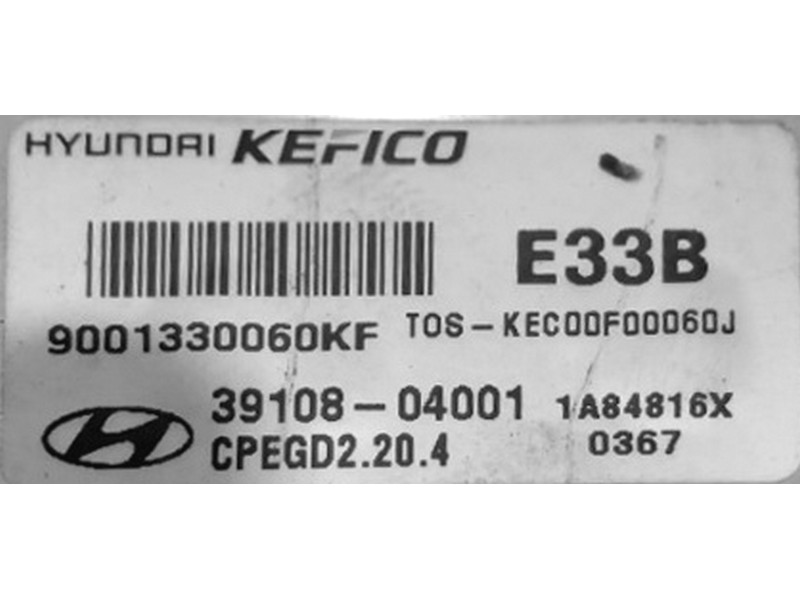 HYUNDAI KEFICO
E33B
9001330060KF TOS-KEC00F00060J
39108-04001 1A84816X
CPEGD2.20.4 0367